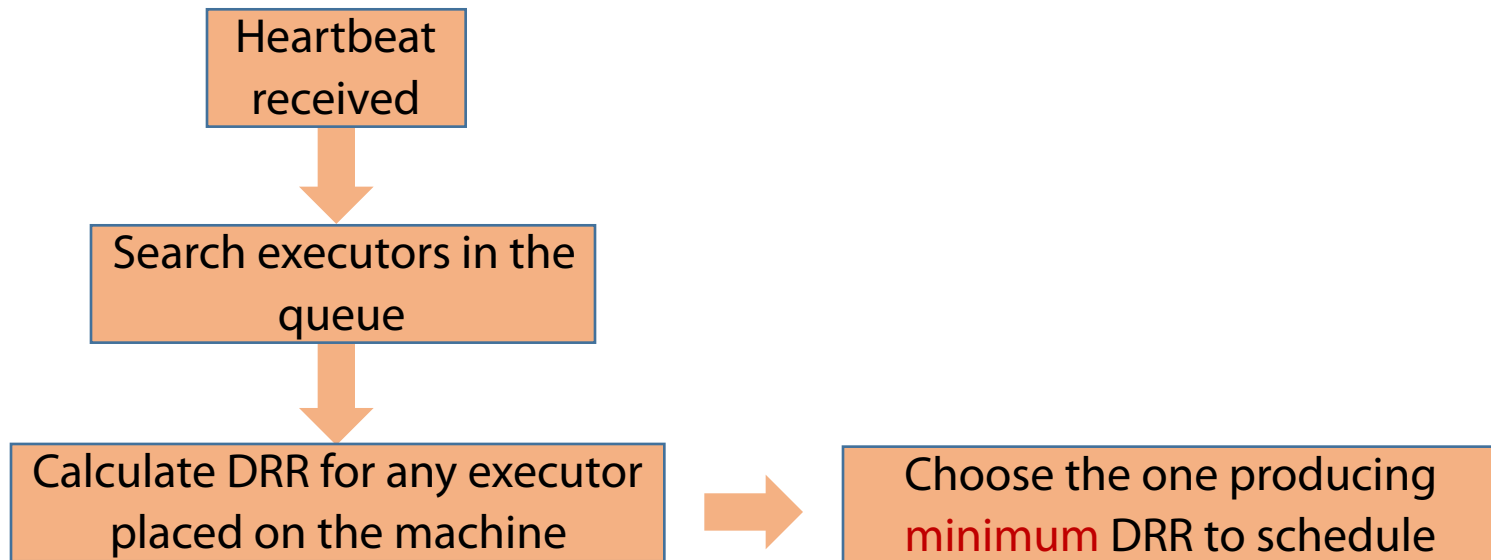 Heartbeat
received
Search executors in the
queue
Calculate DRR for any executor
placed on the machine
Choose the one producing
minimum DRR to schedule